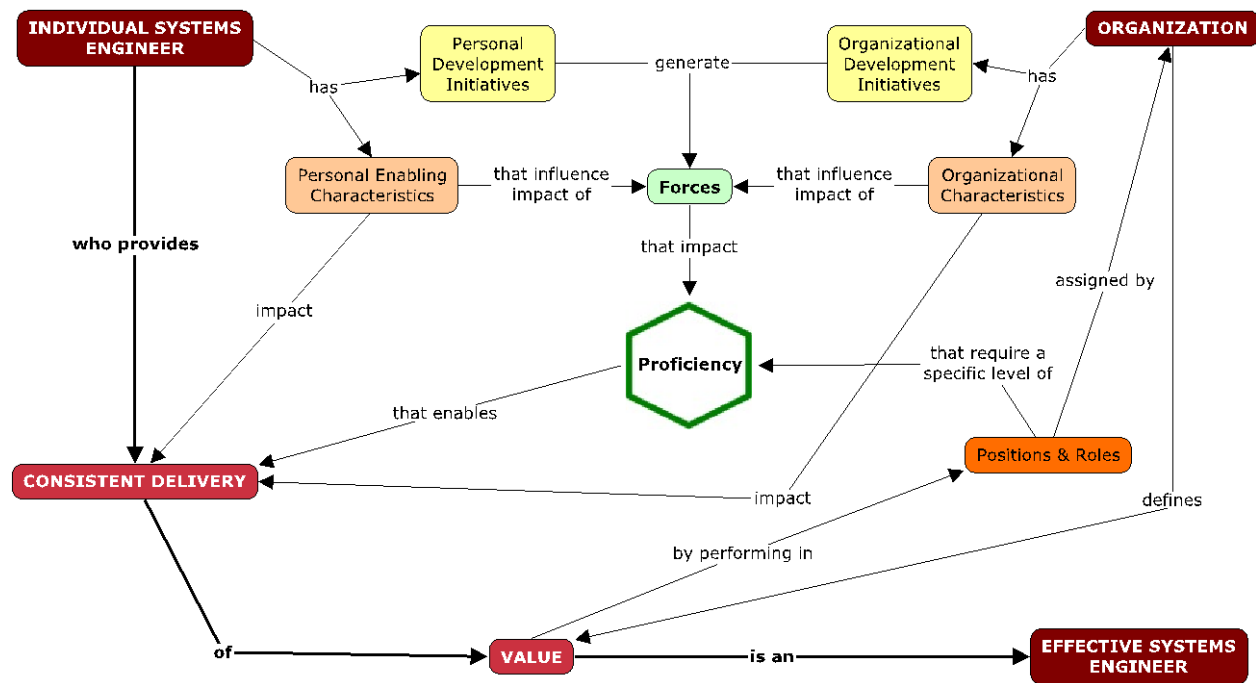 INDIVIDUAL SYSTEMS
ENGINEER
Personal
Development
Initiatives
generate
Organizational
Development
Initiatives
ORGANIZATION
has
has
Personal Enabling
Characteristics
that influence
impact of
Forces
that influence
impact of
Organizational
Characteristics
who provides
that impact
impact
assigned by
Proficiency
that require a
specific level of
that enables
Positions & Roles
CONSISTENT DELIVERY
impact
defines
by performing in
of
VALUE
is an
EFFECTIVE SYSTEMS
ENGINEER